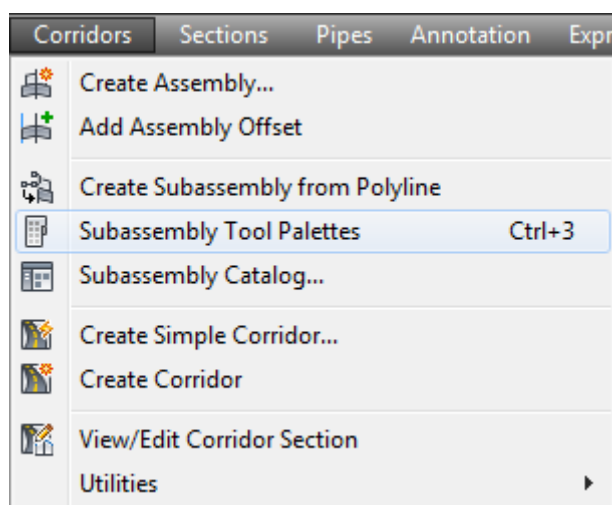 Corridors Sections Pipes Annotation Expr
Create Assembly...
Add Assembly Offset
Create Subassembly from Polyline
Subassembly Tool Palettes Ctrl+3
Subassembly Catalog...
Create Simple Corridor...
Create Corridor
View/Edit Corridor Section
Utilities